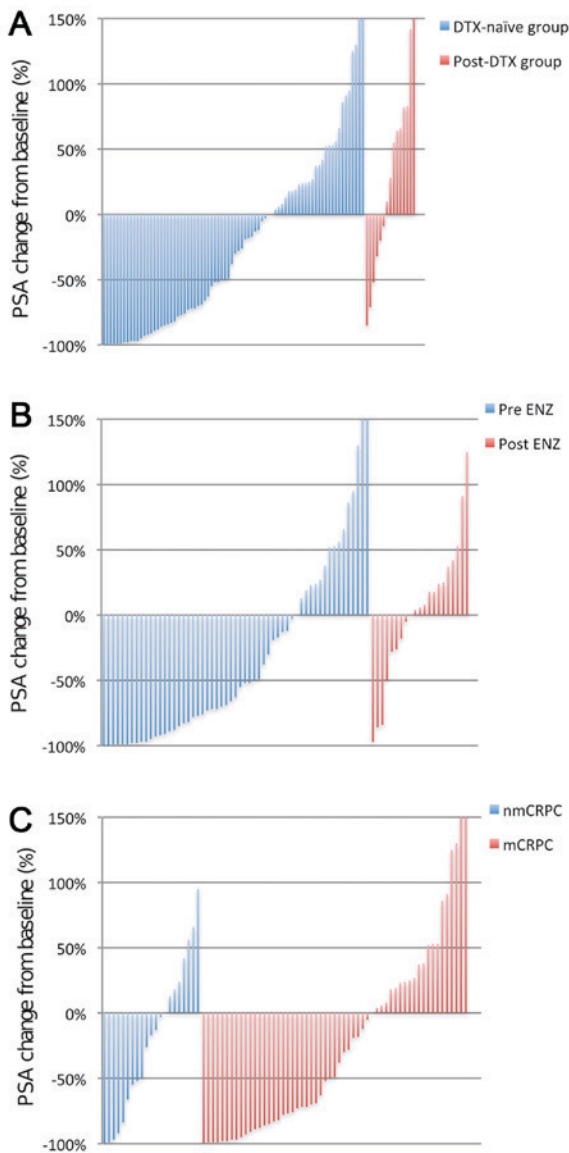 A
PSA change from baseline (%)
150%
100%
50%
0%
-50%
-100%
DTX-naïve group
Post-DTX group
B
PSA change from baseline (%)
150%
100%
50%
0%
-50%
-100%
Pre ENZ
Post ENZ
C
PSA change from baseline (%)
150%
100%
50%
0%
-50%
-100%
nmCRPC
mCRPC